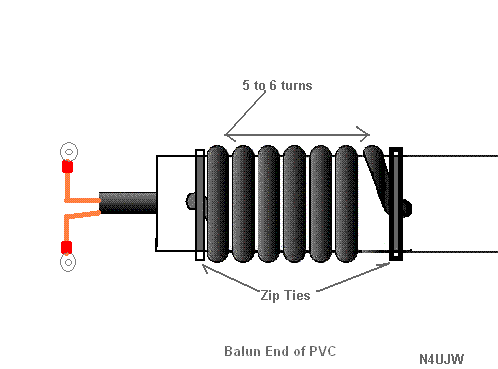 5 to 6 turns
Zip Ties
Balun End of PVC
N4UJW